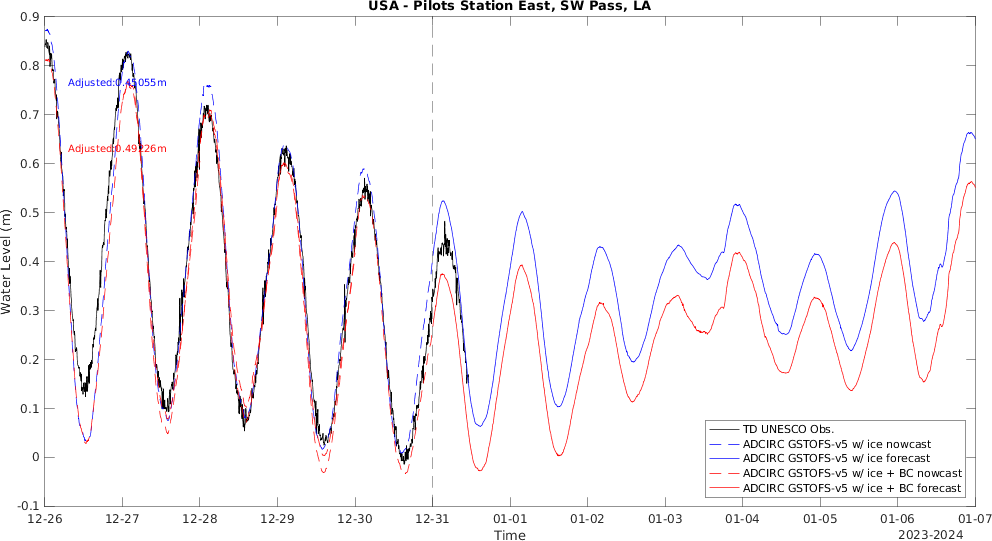 USA - Pilots Station East, SW Pass, LA
0.9
0.8
0.7
0.6
0.5
0.4
0.3
0.2
0.1
0
-0.1
Water Level (m)
Adjusted:0.45055m
Adjusted:0.49226m
TD UNESCO Obs.
ADCIRC GSTOFS-v5 w/ ice nowcast
ADCIRC GSTOFS-v5 w/ ice forecast
ADCIRC GSTOFS-v5 w/ ice + BC nowcast
ADCIRC GSTOFS-v5 w/ ice + BC forecast
12-26 12-27 12-28 12-29 12-30 12-31 01-01 01-02 01-03 01-04 01-05 01-06 01-07
Time
2023-2024